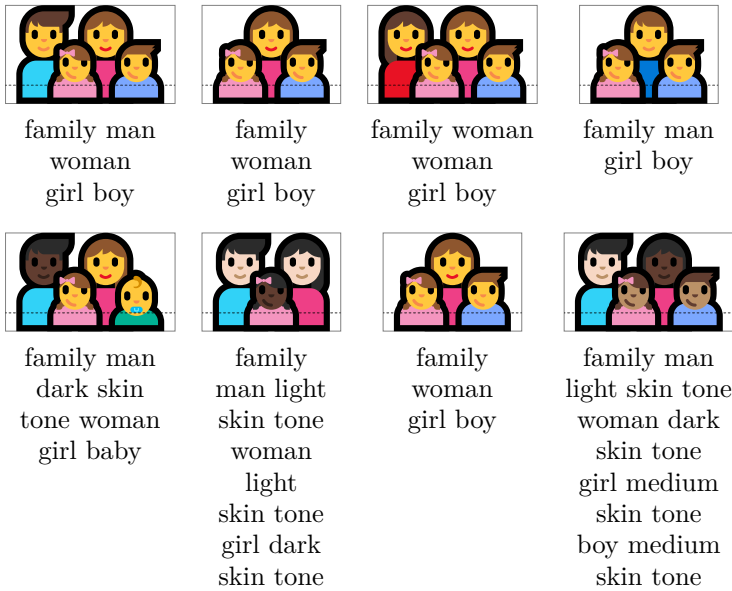 family man
woman
girl boy
family
woman
girl boy
family woman
woman
girl boy
family man
girl boy
family man
dark skin
tone woman
girl baby
family
man light
skin tone
woman
light
skin tone
girl dark
skin tone
family
woman
girl boy
family man
light skin tone
woman dark
skin tone
girl medium
skin tone
boy medium
skin tone